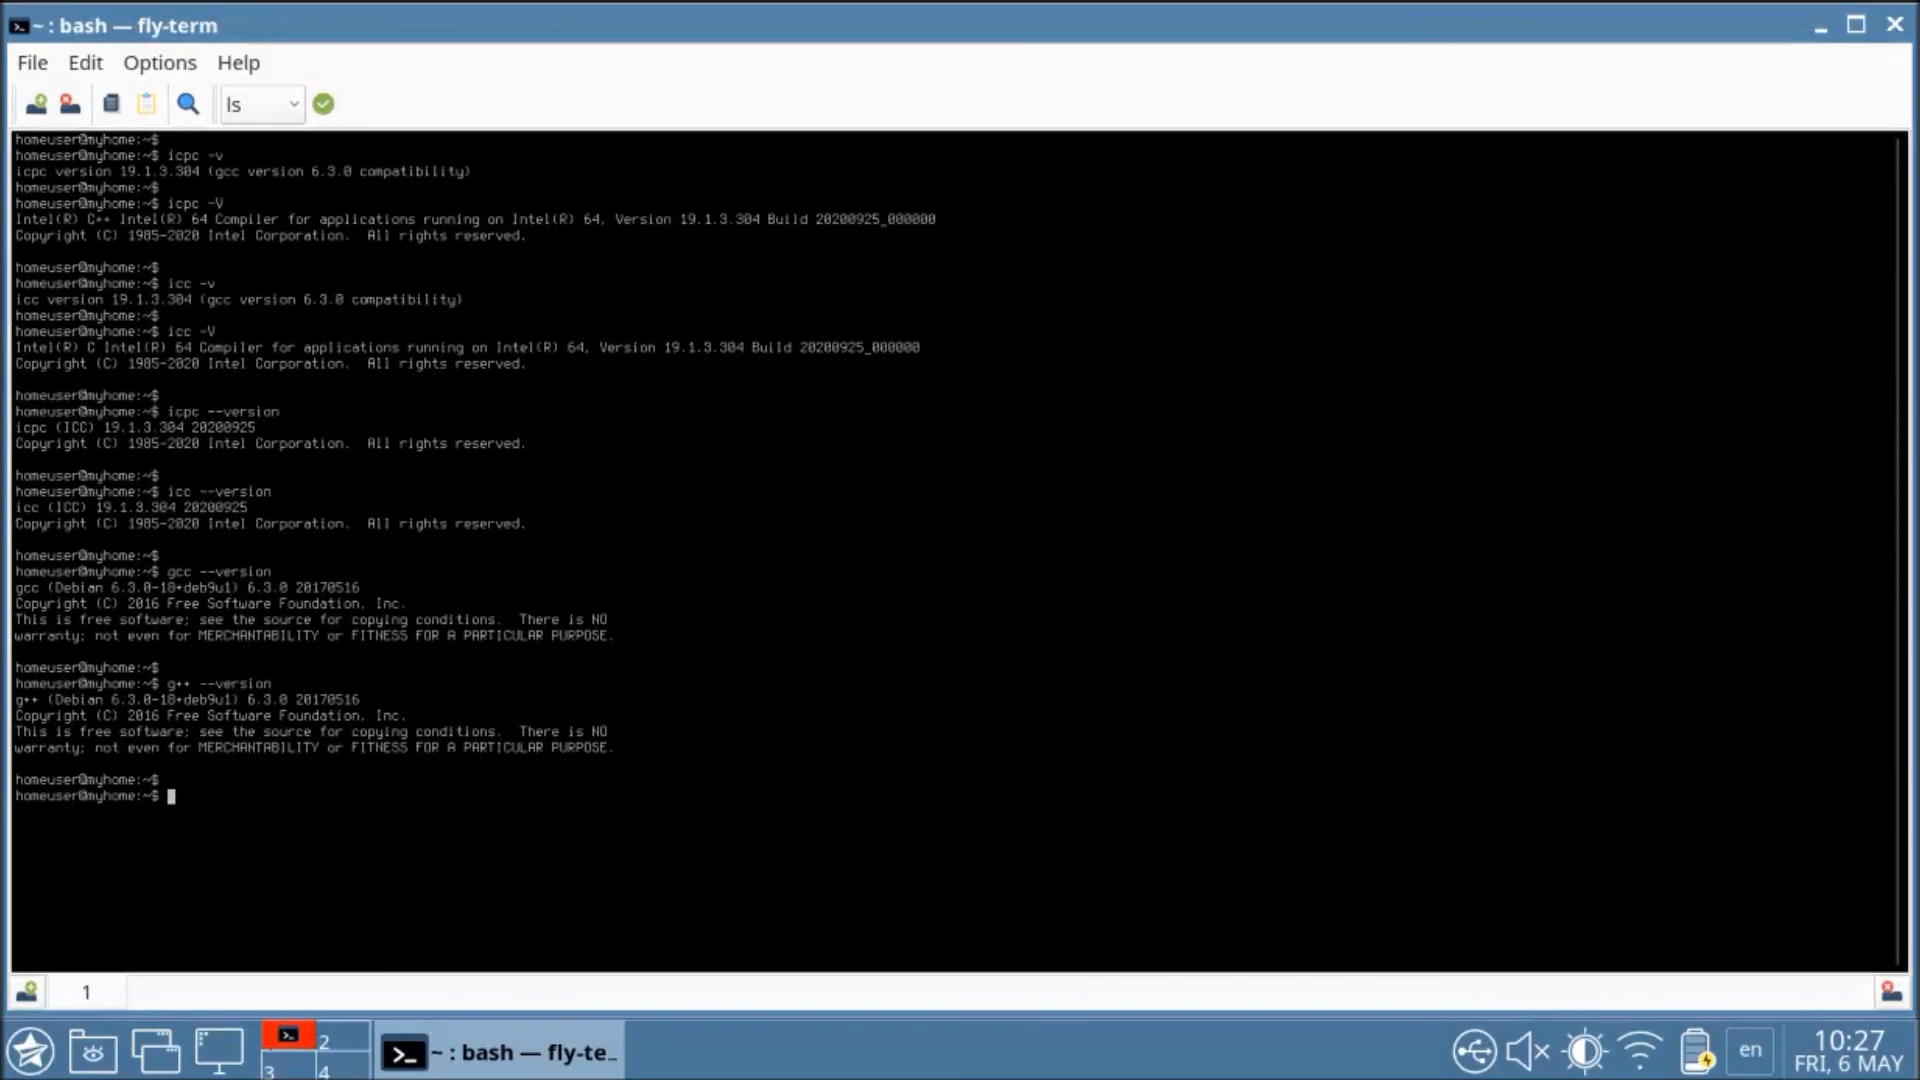 ~ : bash — fly-term
File Edit Options Help
ls
homeuser@myhome:~$
homeuser@myhome:~$ icpc -v
icpc version 19.1.3.304 (gcc version 6.3.0 compatibility)
homeuser@myhome:~$
homeuser@myhome:~$ icpc -V
Intel(R) C++ Intel(R) 64 Compiler for applications running on Intel(R) 64, Version 19.1.3.304 Build 20200925_000000
Copyright (C) 1985-2020 Intel Corporation.  All rights reserved.
homeuser@myhome:~$
homeuser@myhome:~$ icc -v
icc version 19.1.3.304 (gcc version 6.3.0 compatibility)
homeuser@myhome:~$
homeuser@myhome:~$ icc -V
Intel(R) C Intel(R) 64 Compiler for applications running on Intel(R) 64, Version 19.1.3.304 Build 20200925_000000
Copyright (C) 1985-2020 Intel Corporation.  All rights reserved.
homeuser@myhome:~$
homeuser@myhome:~$ icpc --version
icpc (ICC) 19.1.3.304 20200925
Copyright (C) 1985-2020 Intel Corporation.  All rights reserved.
homeuser@myhome:~$
homeuser@myhome:~$ icc --version
icc (ICC) 19.1.3.304 20200925
Copyright (C) 1985-2020 Intel Corporation.  All rights reserved.
homeuser@myhome:~$
homeuser@myhome:~$ gcc --version
gcc (Debian 6.3.0-18+deb9u1) 6.3.0 20170516
Copyright (C) 2016 Free Software Foundation, Inc.
This is free software; see the source for copying conditions.  There is NO
warranty; not even for MERCHANTABILITY or FITNESS FOR A PARTICULAR PURPOSE.
homeuser@myhome:~$
homeuser@myhome:~$ g++ --version
g++ (Debian 6.3.0-18+deb9u1) 6.3.0 20170516
Copyright (C) 2016 Free Software Foundation, Inc.
This is free software; see the source for copying conditions.  There is NO
warranty; not even for MERCHANTABILITY or FITNESS FOR A PARTICULAR PURPOSE.
homeuser@myhome:~$
homeuser@myhome:~$
1
2
3 4
~ : bash — fly-te…
en
10:27
FRI, 6 MAY